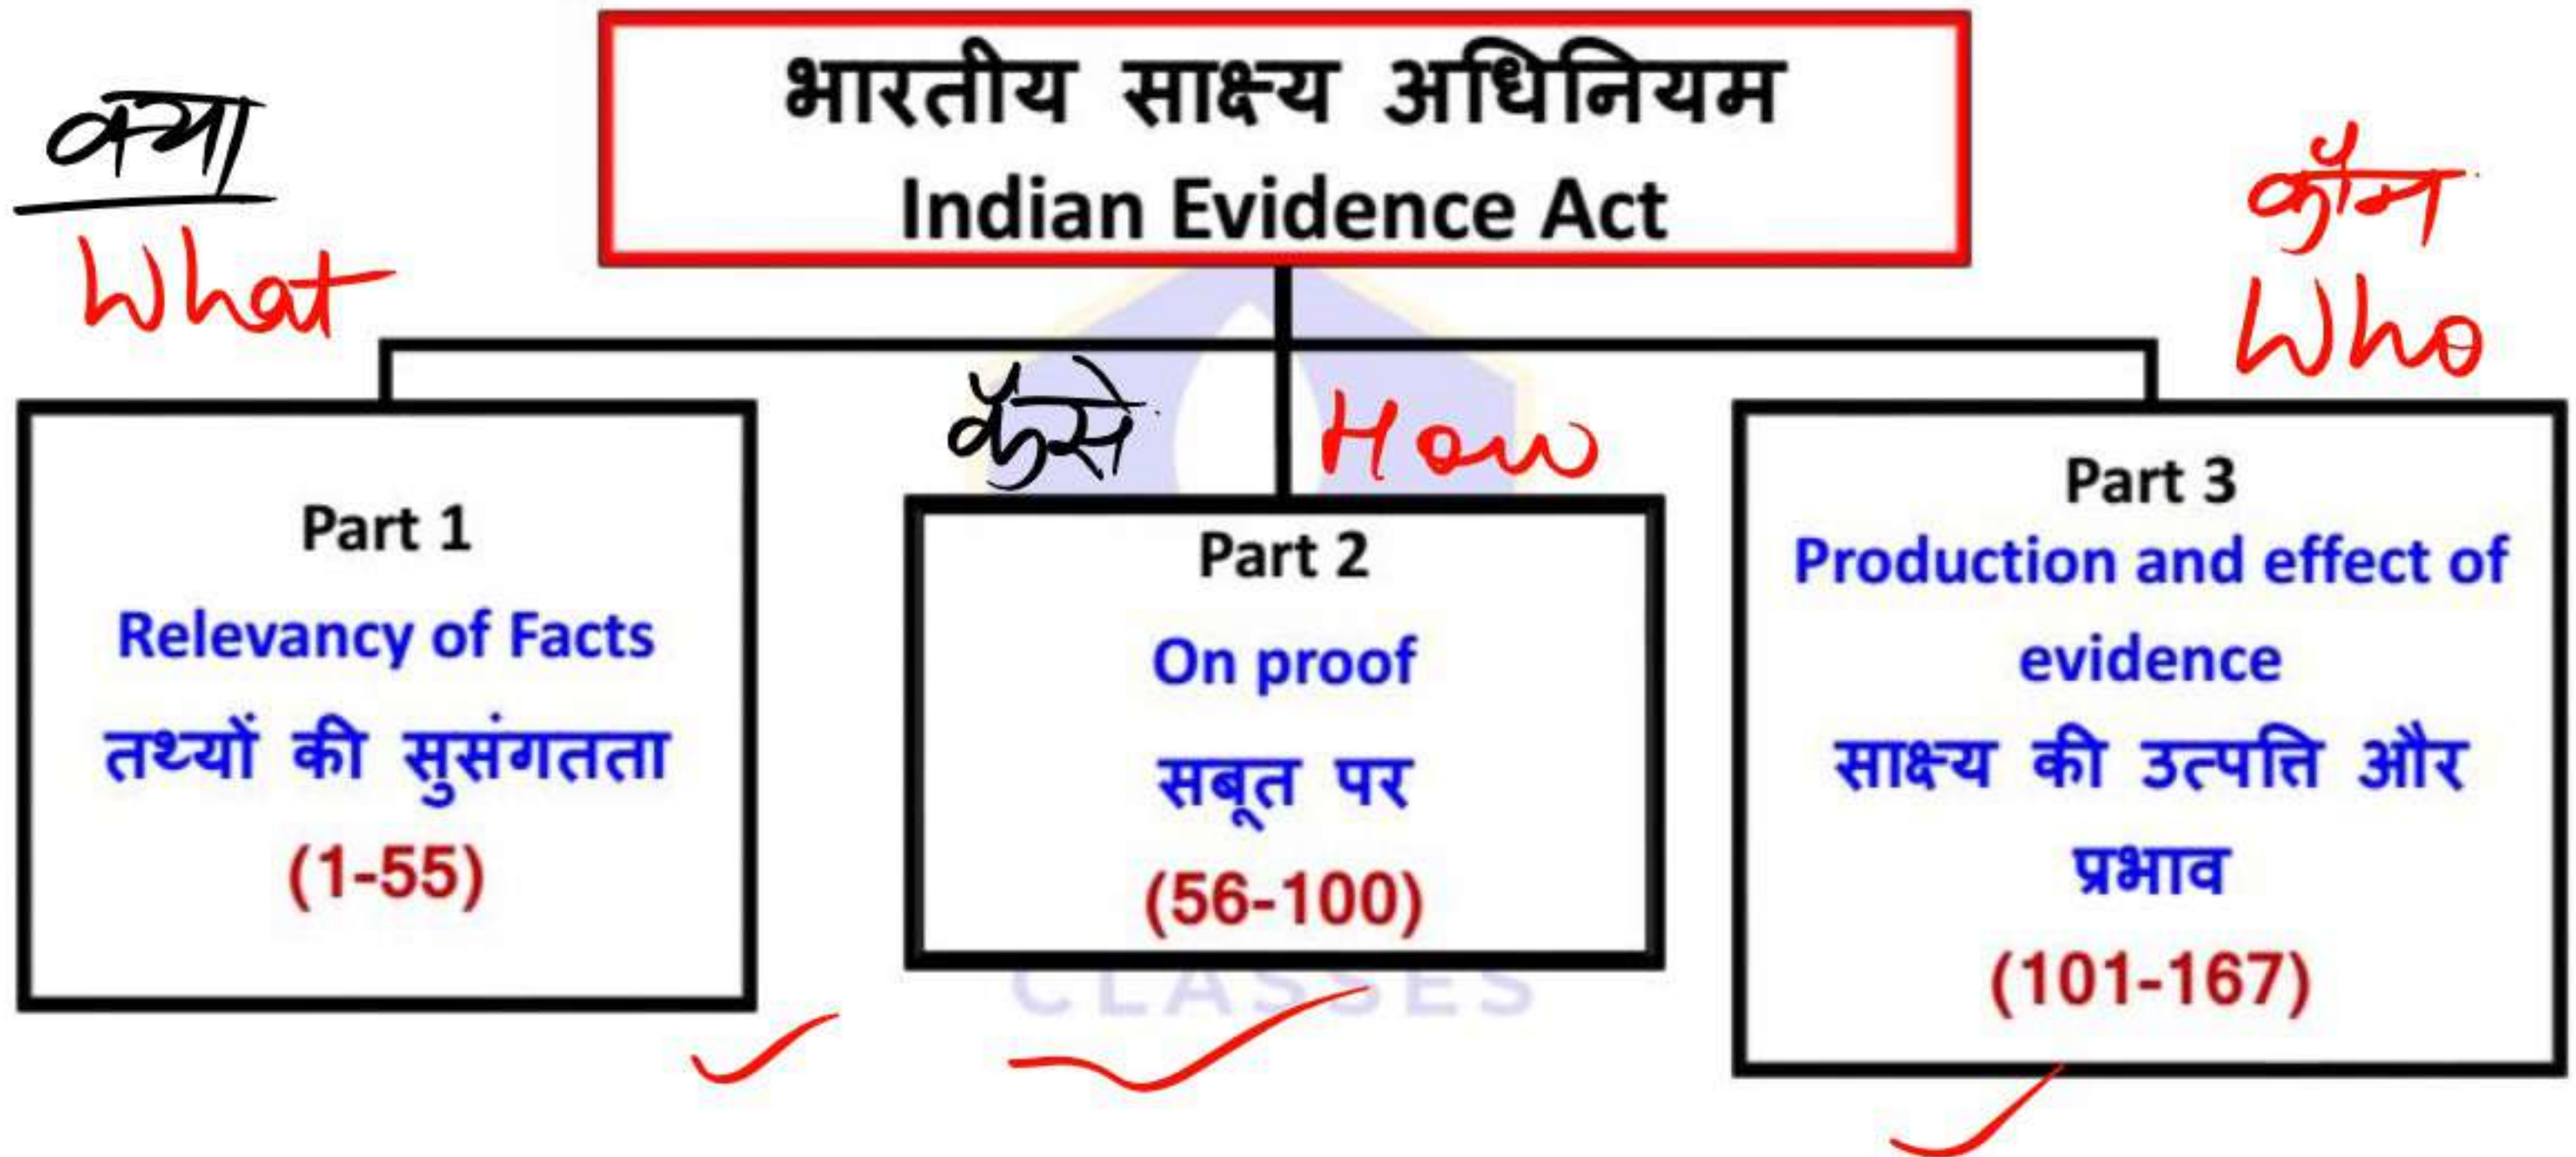 भारतीय साक्ष्य अधिनियम
Indian Evidence Act
क्या
What
कौन
Who
कैसे How
Part 1
Relevancy of Facts
तथ्यों की सुसंगतता
(1-55)
Part 2
On proof
सबूत पर
(56-100)
Part 3
Production and effect of
evidence
साक्ष्य की उत्पत्ति और
प्रभाव
(101-167)
CLASSES